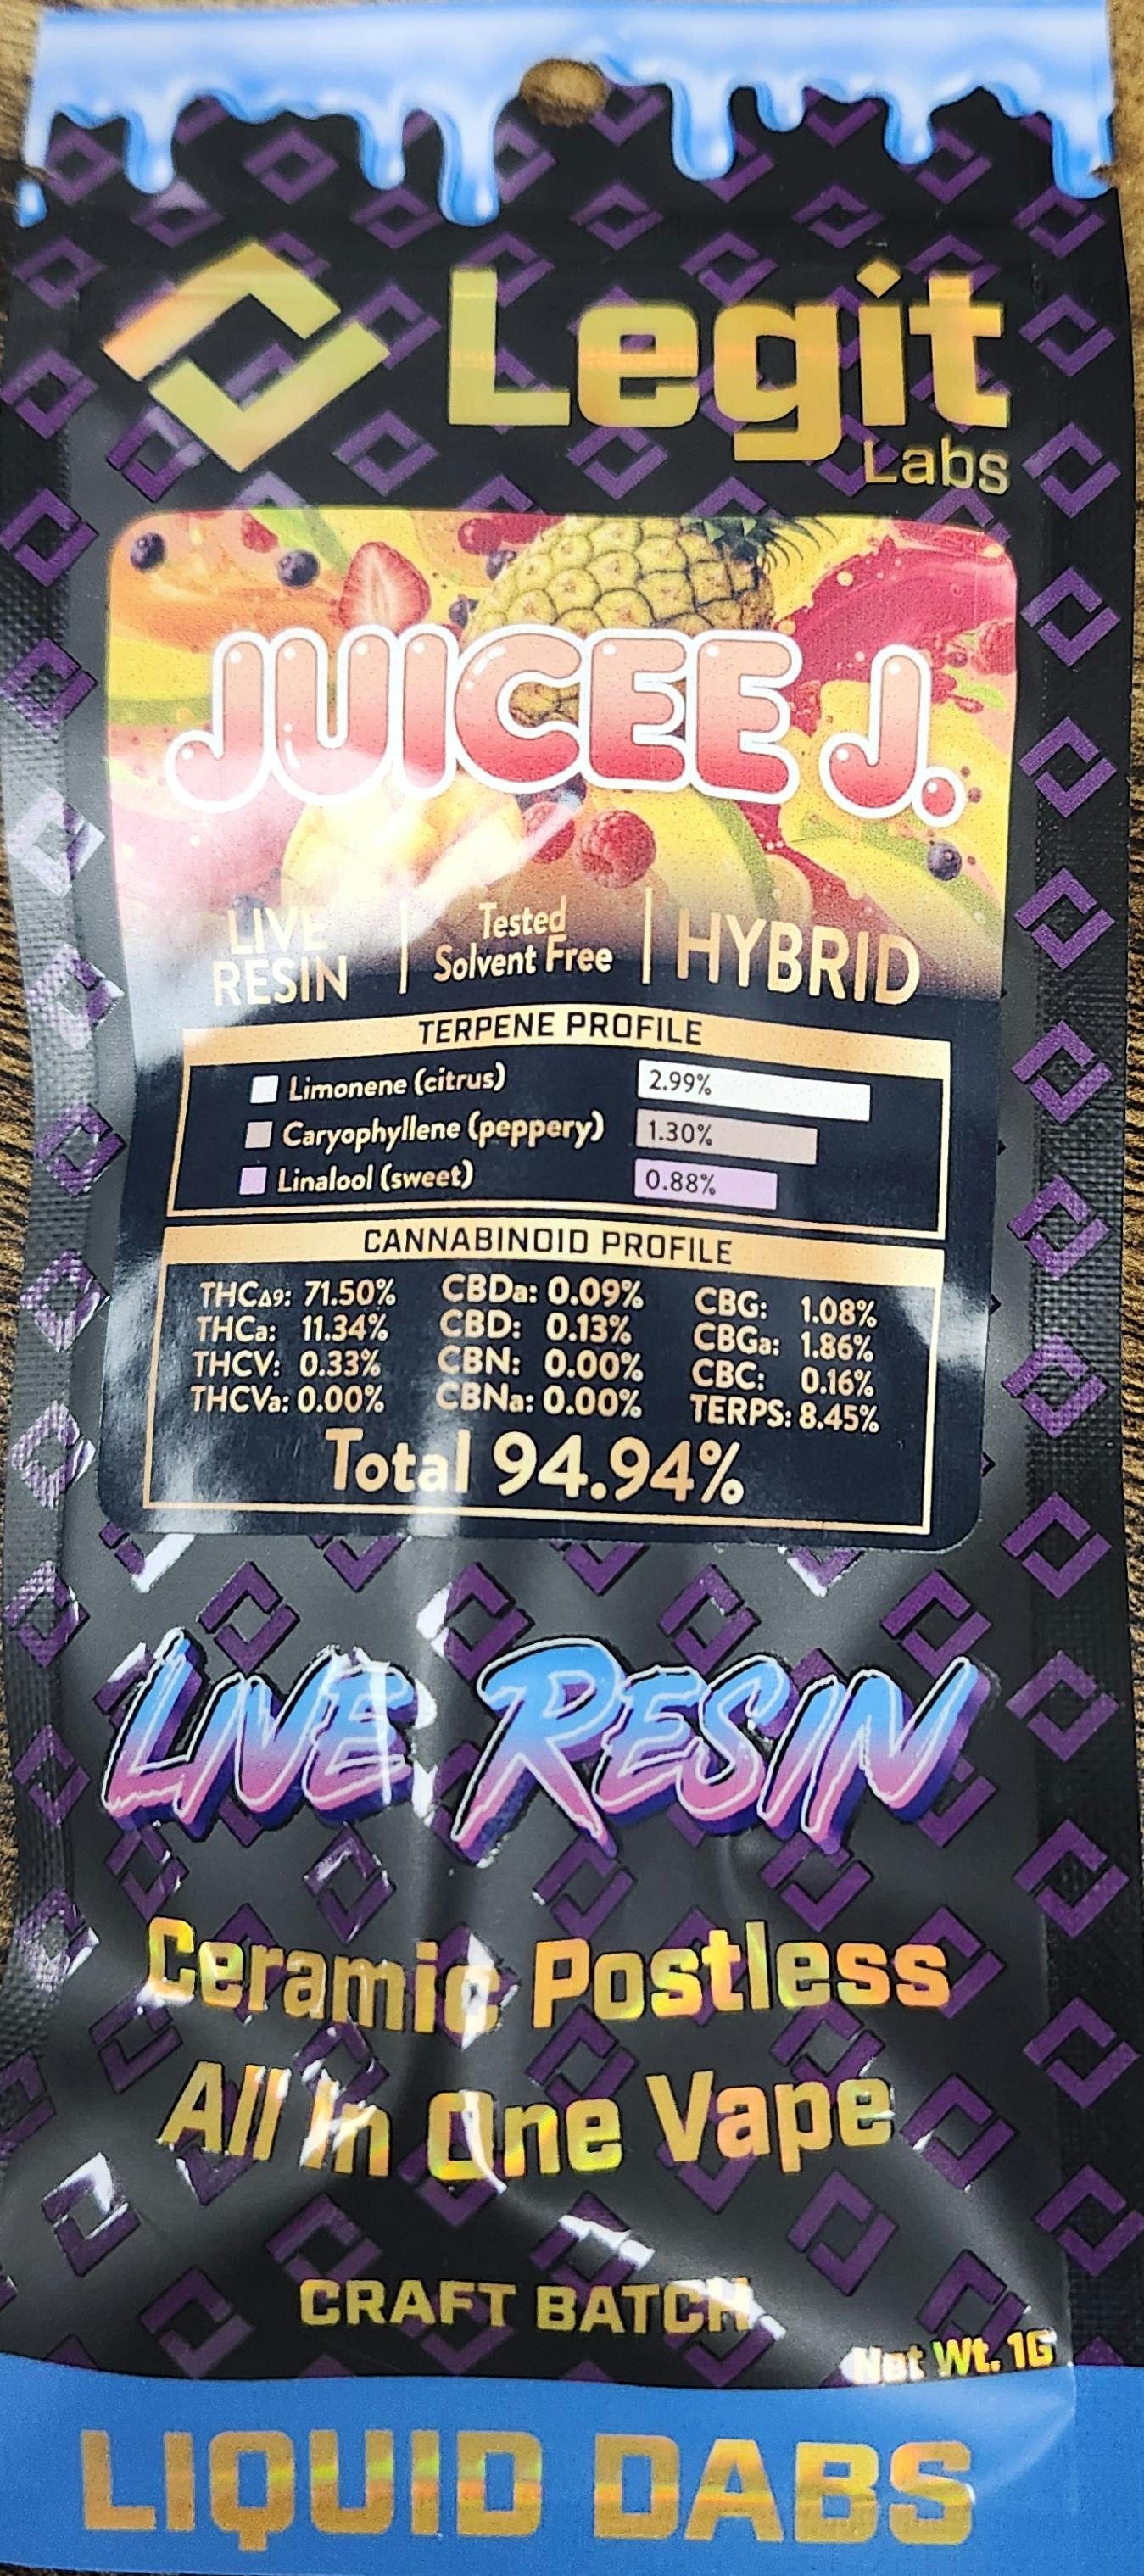 Legit
Labs
JUICEE J.
LIVE RESIN | Tested Solvent Free | HYBRID
TERPENE PROFILE
Limonene (citrus) 2.99%
Caryophyllene (peppery) 1.30%
Linalool (sweet) 0.88%
CANNABINOID PROFILE
THCΔ9: 71.50% CBDa: 0.09% CBG: 1.08%
THCa: 11.34% CBD: 0.13% CBGa: 1.86%
THCV: 0.33% CBN: 0.00% CBC: 0.16%
THCVa: 0.00% CBNa: 0.00% TERPS: 8.45%
Total 94.94%
LIVE RESIN
Ceramic Postless
All In One Vape
CRAFT BATCH
Net Wt. 1G
LIQUID DABS